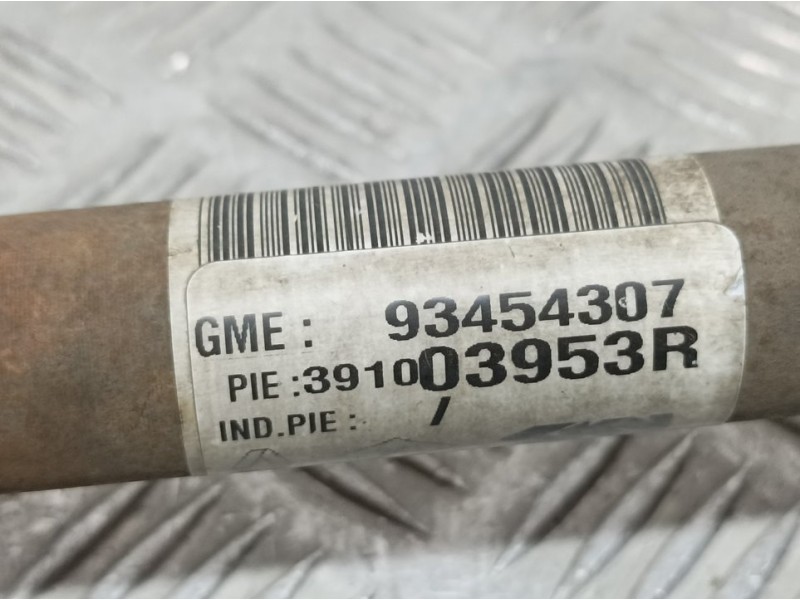 GME : 93454307
PIE :391003953R
IND.PIE : /